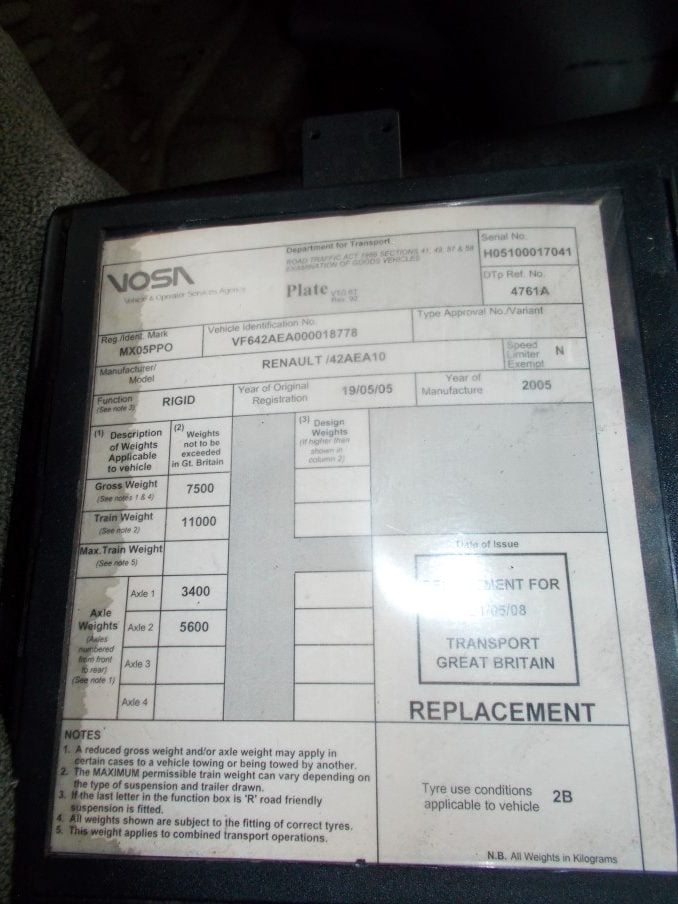 VOSA
Vehicle & Operator Services Agency
Department for Transport
ROAD TRAFFIC ACT 1988 SECTIONS 41, 49, 57 & 58
EXAMINATION OF GOODS VEHICLES
Plate
Serial No.
H05100017041
DTp Ref. No.
4761A
Reg./Ident. Mark
MX05PPO
Vehicle Identification No.
VF642AEA000018778
Type Approval No./Variant
Manufacturer/
Model
RENAULT /42AEA10
Speed
Limiter
Exempt
N
Function
(See note 3)
RIGID
Year of Original
Registration
19/05/05
Year of
Manufacture
2005
(1) Description
of Weights
Applicable
to vehicle
(2) Weights
not to be
exceeded
in Gt. Britain
(3) Design
Weights
(if higher than
shown in
column 2)
Gross Weight
(See notes 1 & 4)
7500
Train Weight
(See note 2)
11000
Max.Train Weight
(See note 5)
Axle
Weights
(Axles
numbered
from front
to rear)
(See note 1)
Axle 1
3400
Axle 2
5600
Axle 3
Axle 4
Date of Issue
MENT FOR
/05/08
TRANSPORT
GREAT BRITAIN
REPLACEMENT
NOTES
1. A reduced gross weight and/or axle weight may apply in
certain cases to a vehicle towing or being towed by another.
2. The MAXIMUM permissible train weight can vary depending on
the type of suspension and trailer drawn.
3. If the last letter in the function box is 'R' road friendly
suspension is fitted.
4. All weights shown are subject to the fitting of correct tyres.
5. This weight applies to combined transport operations.
Tyre use conditions
applicable to vehicle 2B
N.B. All Weights in Kilograms